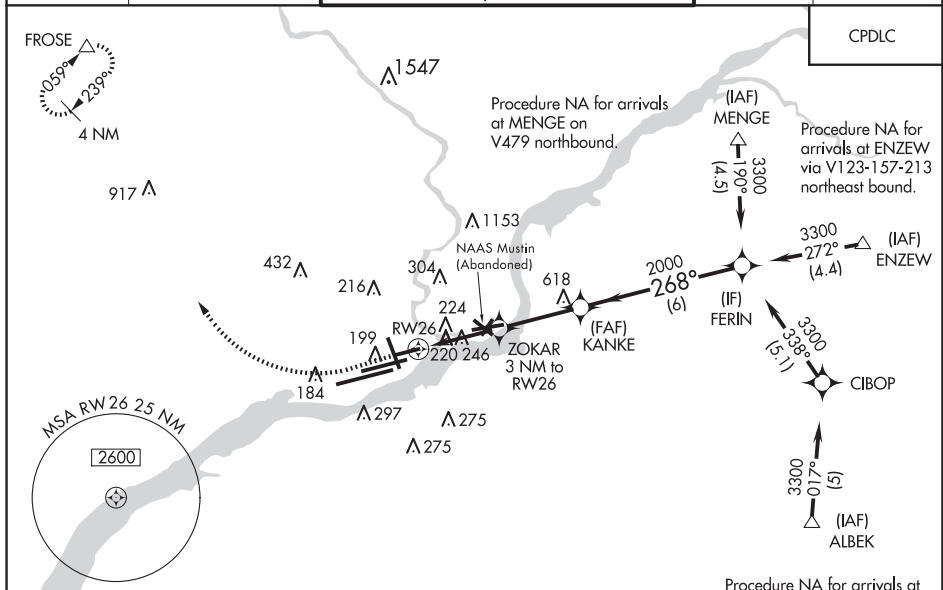 CPDLC
FROSE
059°
239°
4 NM
1547
Procedure NA for arrivals
at MENGE on
V479 northbound.
(IAF)
MENGE
3300
190°
(4.5)
Procedure NA for
arrivals at ENZEW
via V123-157-213
northeast bound.
917
1153
NAAS Mustin
(Abandoned)
3300
272°
(4.4)
(IAF)
ENZEW
432
304
216
618
2000
268°
(6)
(IF)
FERIN
224
RW26
199
220
246
(FAF)
KANKE
ZOKAR
3 NM to
RW26
3300
338°
(5.1)
CIBOP
184
297
275
275
MSA RW 26 25 NM
2600
3300
017°
(5)
(IAF)
ALBEK
Procedure NA for arrivals at